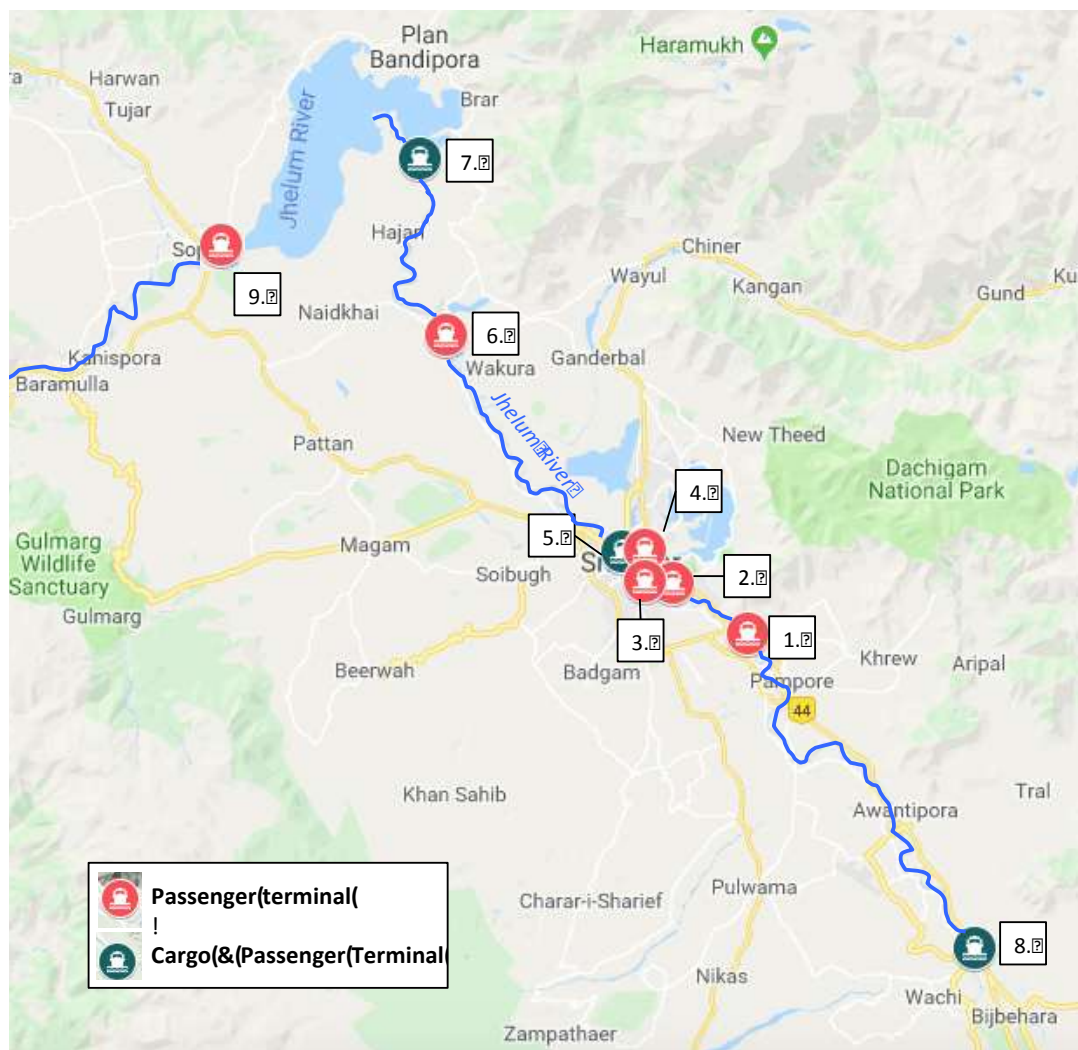 Plan
Bandipora
Haramukh
Harwan
Tujar
Brar
Jhelum River
7.
Hajan
Chiner
Wayul
Kangan
Gund
Ku
9.
Naidkhai
6.
Ganderbal
Wakura
Kanispora
Baramulla
Jhelum River
Pattan
New Theed
Dachigam
National Park
4.
Gulmarg
Wildlife
Sanctuary
5.
Magam
Soibugh
2.
Gulmarg
3.
1.
Khrew
Aripal
Beerwah
Badgam
Pampore
44
Khan Sahib
Tral
Awantipora
Passenger(terminal(
!
Cargo(&(Passenger(Terminal(
Pulwama
Charar-i-Sharief
8.
Nikas
Wachi
Bijbehara
Zampathaer